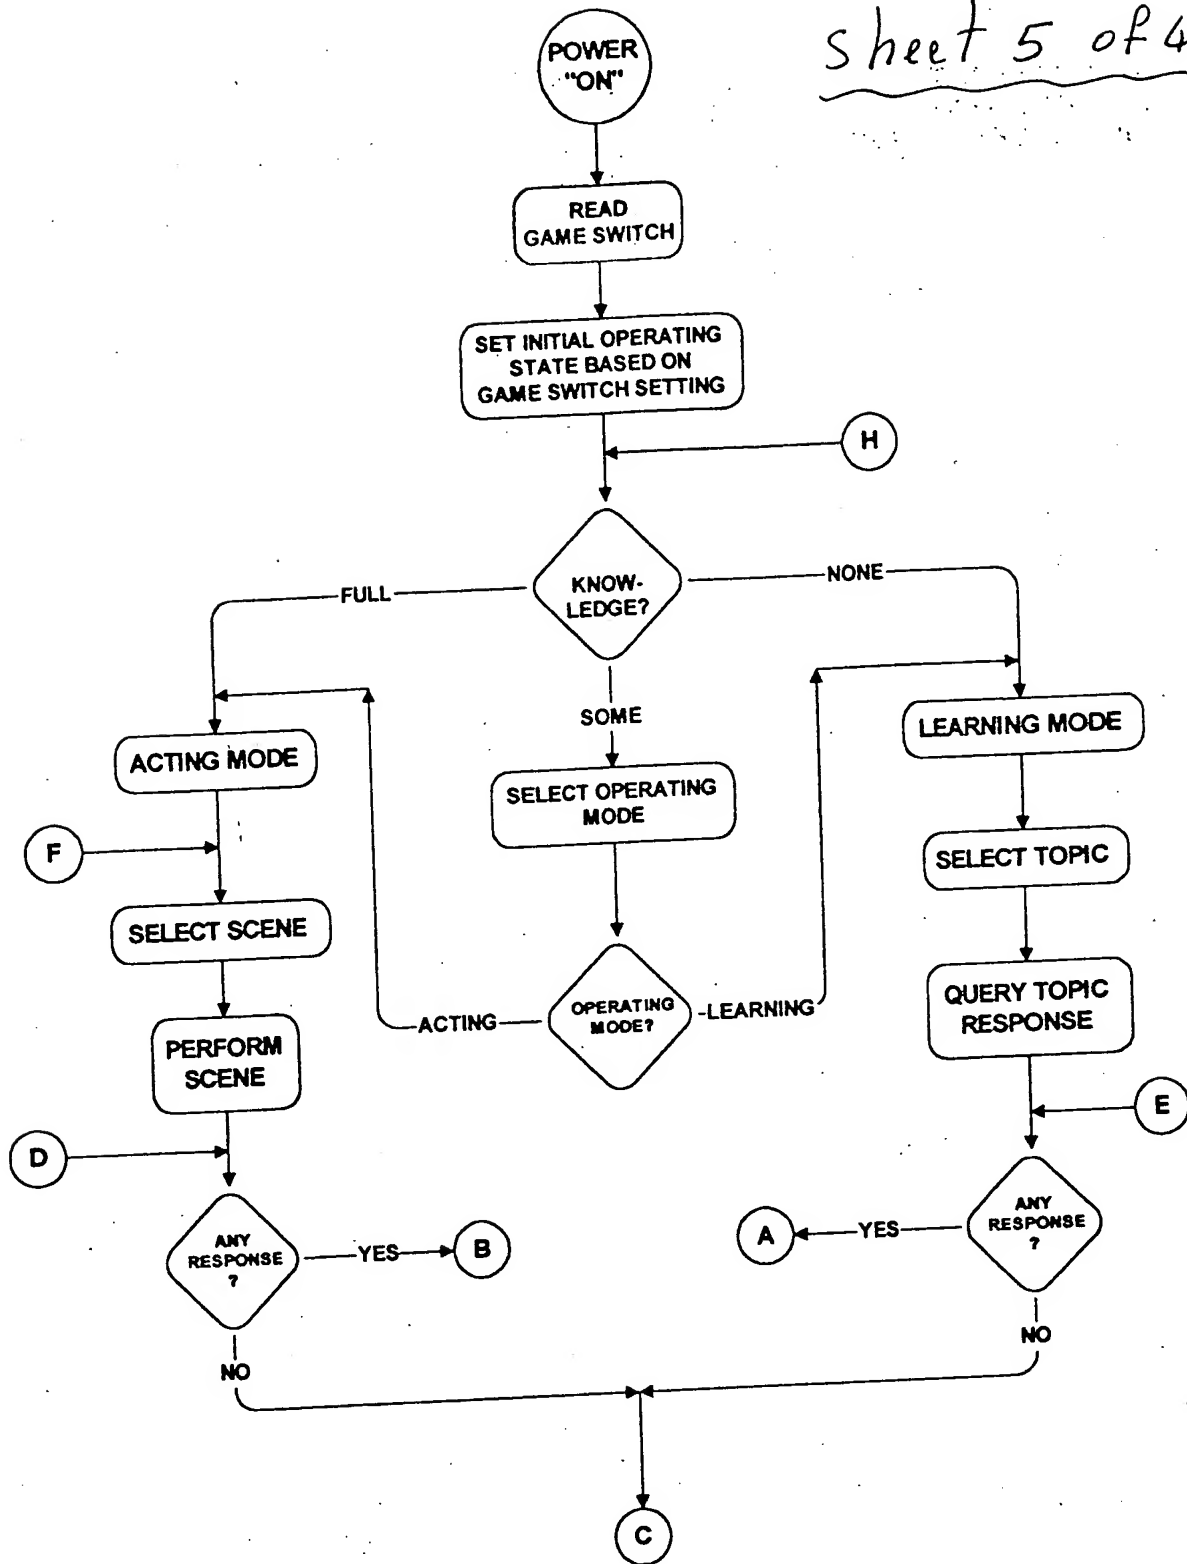 sheet 5 of 4
POWER
"ON"
READ
GAME SWITCH
SET INITIAL OPERATING
STATE BASED ON
GAME SWITCH SETTING
H
KNOW-
LEDGE?
FULL
NONE
SOME
ACTING MODE
SELECT OPERATING
MODE
LEARNING MODE
F
SELECT SCENE
SELECT TOPIC
OPERATING
MODE?
ACTING
LEARNING
PERFORM
SCENE
QUERY TOPIC
RESPONSE
D
E
ANY
RESPONSE
?
YES
B
A
YES
ANY
RESPONSE
?
NO
NO
C